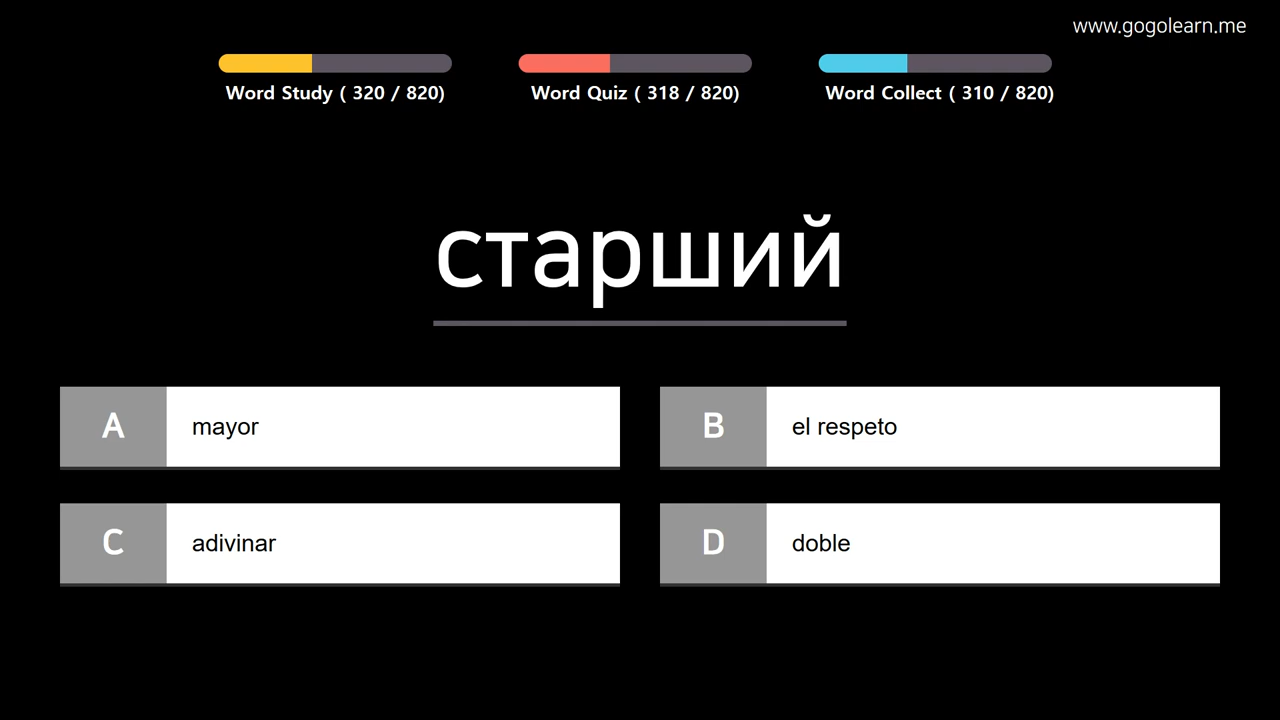 www.gogolearn.me
Word Study ( 320 / 820)
Word Quiz ( 318 / 820)
Word Collect ( 310 / 820)
старший
A mayor
B el respeto
C adivinar
D doble